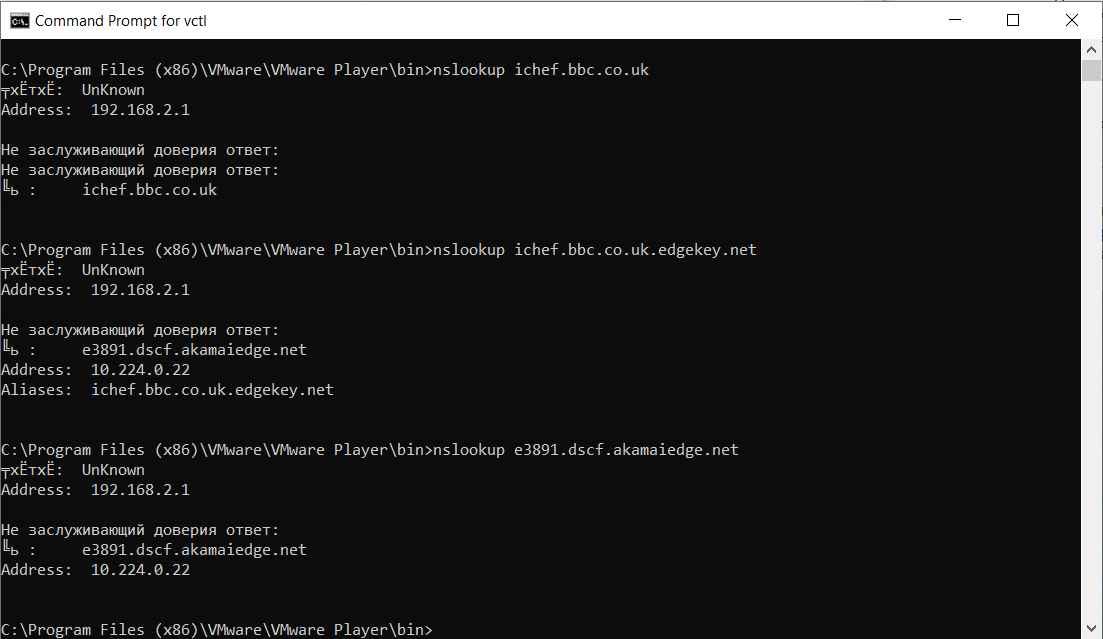 Command Prompt for vctl
C:\Program Files (x86)\VMware\VMware Player\bin>nslookup ichef.bbc.co.uk
╤хЁтхЁ:  UnKnown
Address:  192.168.2.1
Не заслуживающий доверия ответ:
Не заслуживающий доверия ответ:
╚ь :     ichef.bbc.co.uk
C:\Program Files (x86)\VMware\VMware Player\bin>nslookup ichef.bbc.co.uk.edgekey.net
╤хЁтхЁ:  UnKnown
Address:  192.168.2.1
Не заслуживающий доверия ответ:
╚ь :     e3891.dscf.akamaiedge.net
Address:  10.224.0.22
Aliases:  ichef.bbc.co.uk.edgekey.net
C:\Program Files (x86)\VMware\VMware Player\bin>nslookup e3891.dscf.akamaiedge.net
╤хЁтхЁ:  UnKnown
Address:  192.168.2.1
Не заслуживающий доверия ответ:
╚ь :     e3891.dscf.akamaiedge.net
Address:  10.224.0.22
C:\Program Files (x86)\VMware\VMware Player\bin>